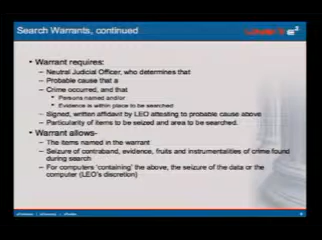 Search Warrants, continued
Warrant requires:
– Neutral Judicial Officer, who determines that
– Probable cause that a
– Crime occurred, and that
Persons named and/or
Evidence is within place to be searched
– Signed, written affidavit by LEO attesting to probable cause above
– Particularity of items to be seized and area to be searched.
Warrant allows-
– The items named in the warrant
– Seizure of contraband, evidence, fruits and instrumentalities of crime found
during search
– For computers 'containing' the above, the seizure of the data or the
computer (LEO's discretion)